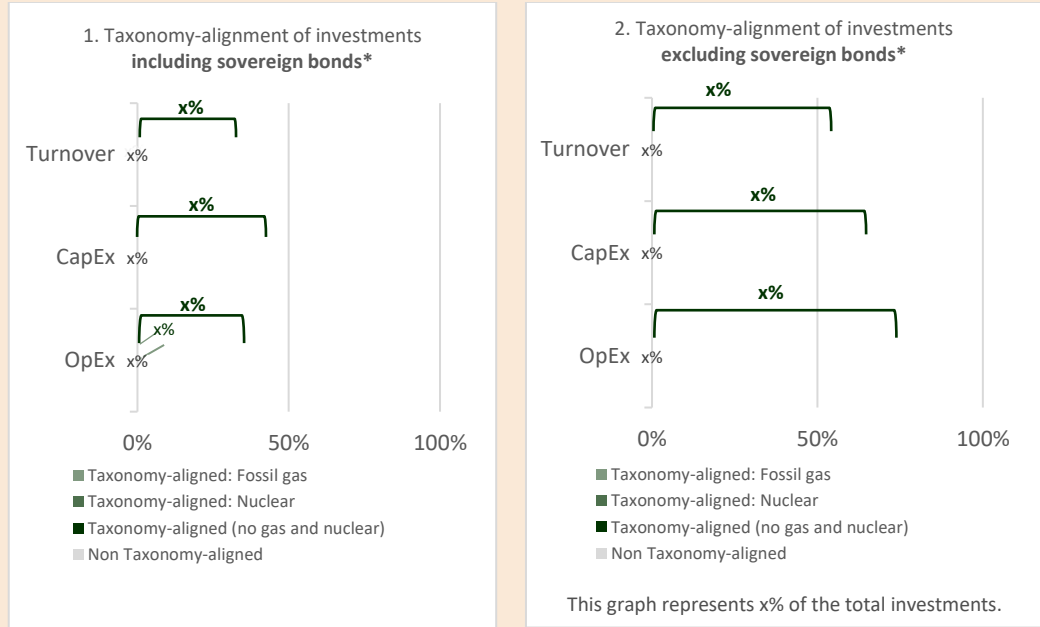 1. Taxonomy-alignment of investments
including sovereign bonds*
x%
Turnover x%
x%
CapEx x%
x%
x%
OpEx x%
0% 50% 100%
Taxonomy-aligned: Fossil gas
Taxonomy-aligned: Nuclear
Taxonomy-aligned (no gas and nuclear)
Non Taxonomy-aligned
2. Taxonomy-alignment of investments
excluding sovereign bonds*
x%
Turnover x%
x%
CapEx x%
x%
OpEx x%
0% 50% 100%
Taxonomy-aligned: Fossil gas
Taxonomy-aligned: Nuclear
Taxonomy-aligned (no gas and nuclear)
Non Taxonomy-aligned
This graph represents x% of the total investments.